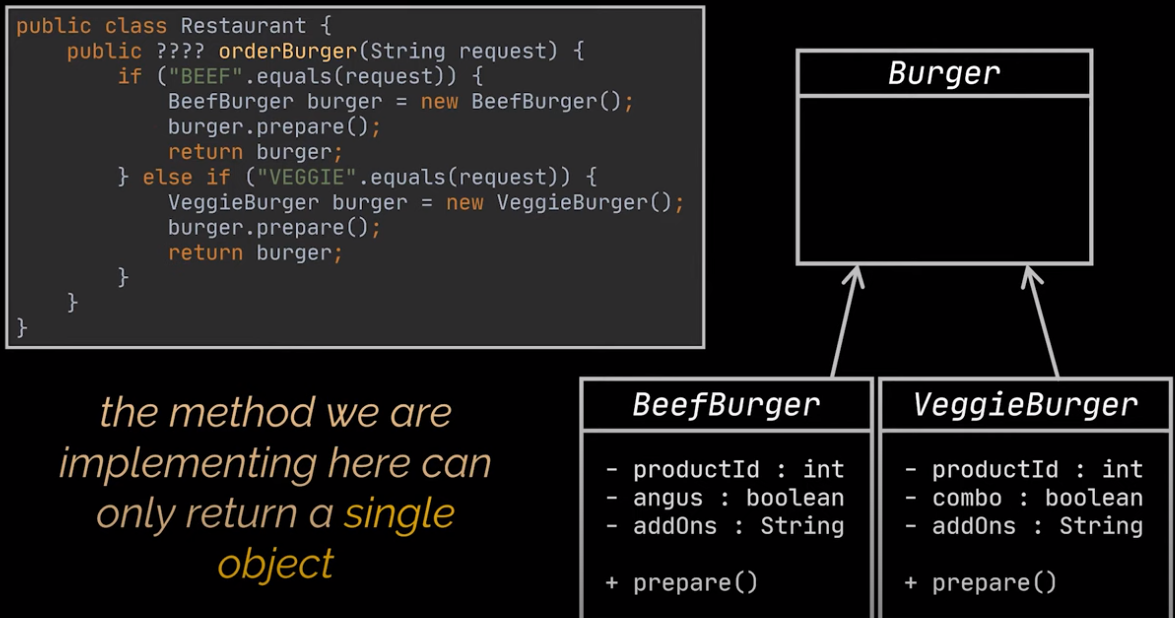 public class Restaurant {
public ???? orderBurger(String request) {
if ("BEEF".equals(request)) {
BeefBurger burger = new BeefBurger();
burger.prepare();
return burger;
} else if ("VEGGIE".equals(request)) {
VeggieBurger burger = new VeggieBurger();
burger.prepare();
return burger;
}
}
}
the method we are
implementing here can
only return a single
object
Burger
BeefBurger
- productId : int
- angus : boolean
- addOns : String
+ prepare()
VeggieBurger
- productId : int
- combo : boolean
- addOns : String
+ prepare()